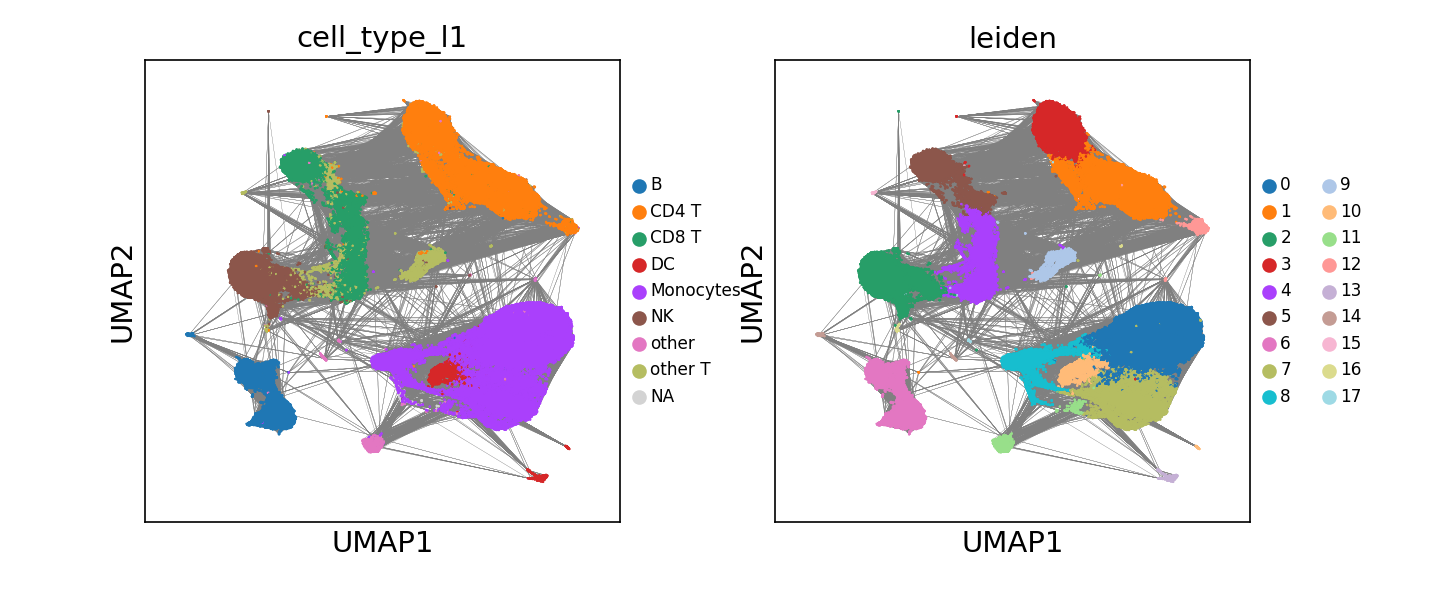 cell_type_l1
UMAP2
UMAP1
B
CD4 T
CD8 T
DC
Monocytes
NK
other
other T
NA
leiden
UMAP2
UMAP1
0
1
2
3
4
5
6
7
8
9
10
11
12
13
14
15
16
17